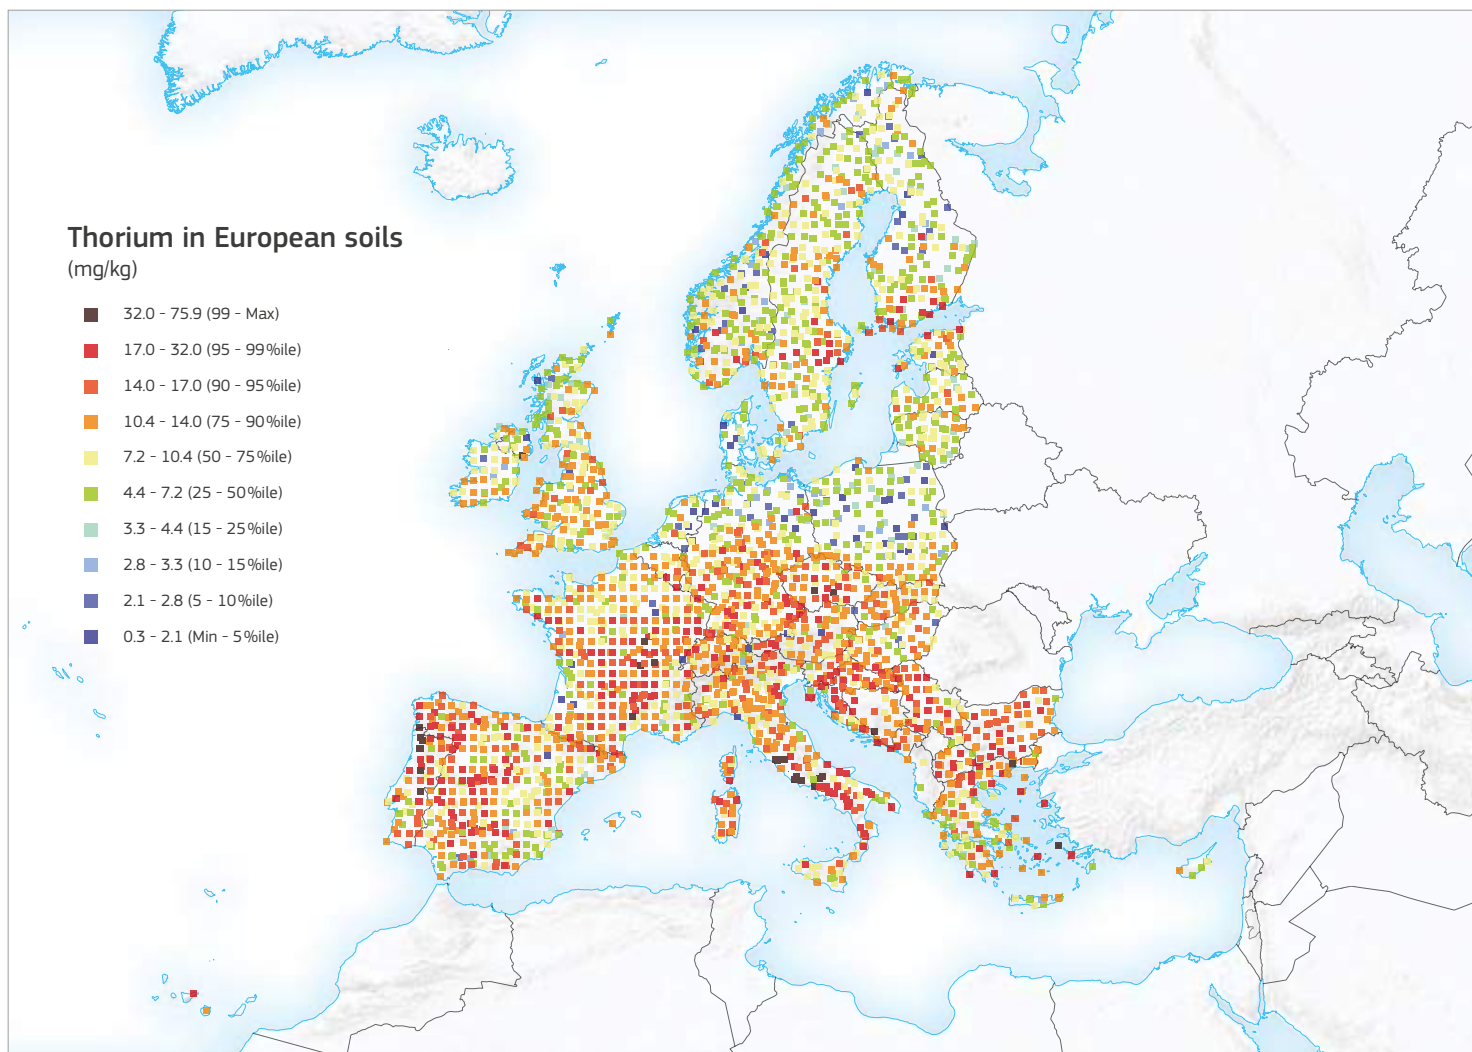 Thorium in European soils
(mg/kg)
32.0 - 75.9 (99 - Max)
17.0 - 32.0 (95 - 99%ile)
14.0 - 17.0 (90 - 95%ile)
10.4 - 14.0 (75 - 90%ile)
7.2 - 10.4 (50 - 75%ile)
4.4 - 7.2 (25 - 50%ile)
3.3 - 4.4 (15 - 25%ile)
2.8 - 3.3 (10 - 15%ile)
2.1 - 2.8 (5 - 10%ile)
0.3 - 2.1 (Min - 5%ile)